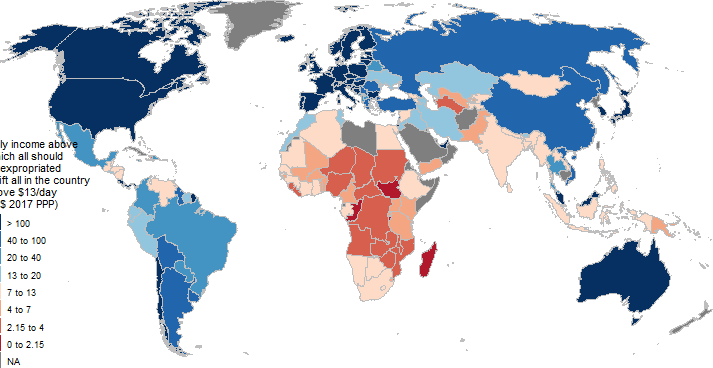 ly income above
hich all should
expropriated
ift all in the country
ove $13/day
$ 2017 PPP)
> 100
40 to 100
20 to 40
13 to 20
7 to 13
4 to 7
2.15 to 4
0 to 2.15
NA